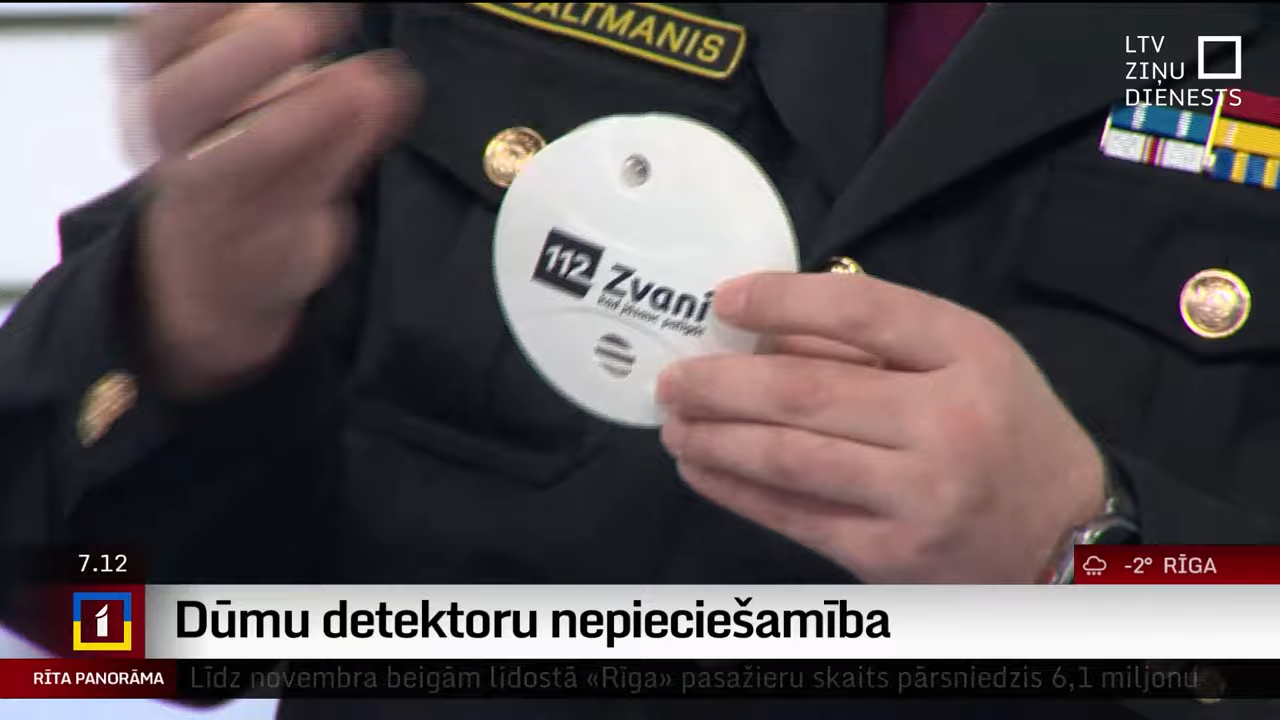 LTV
ZIŅU
DIENESTS
112 Zvani
7.12
-2° RĪGA
1
Dūmu detektoru nepieciešamība
RĪTA PANORĀMA
Līdz novembra beigām lidostā «Rīga» pasažieru skaits pārsniedzis 6,1 miljonu